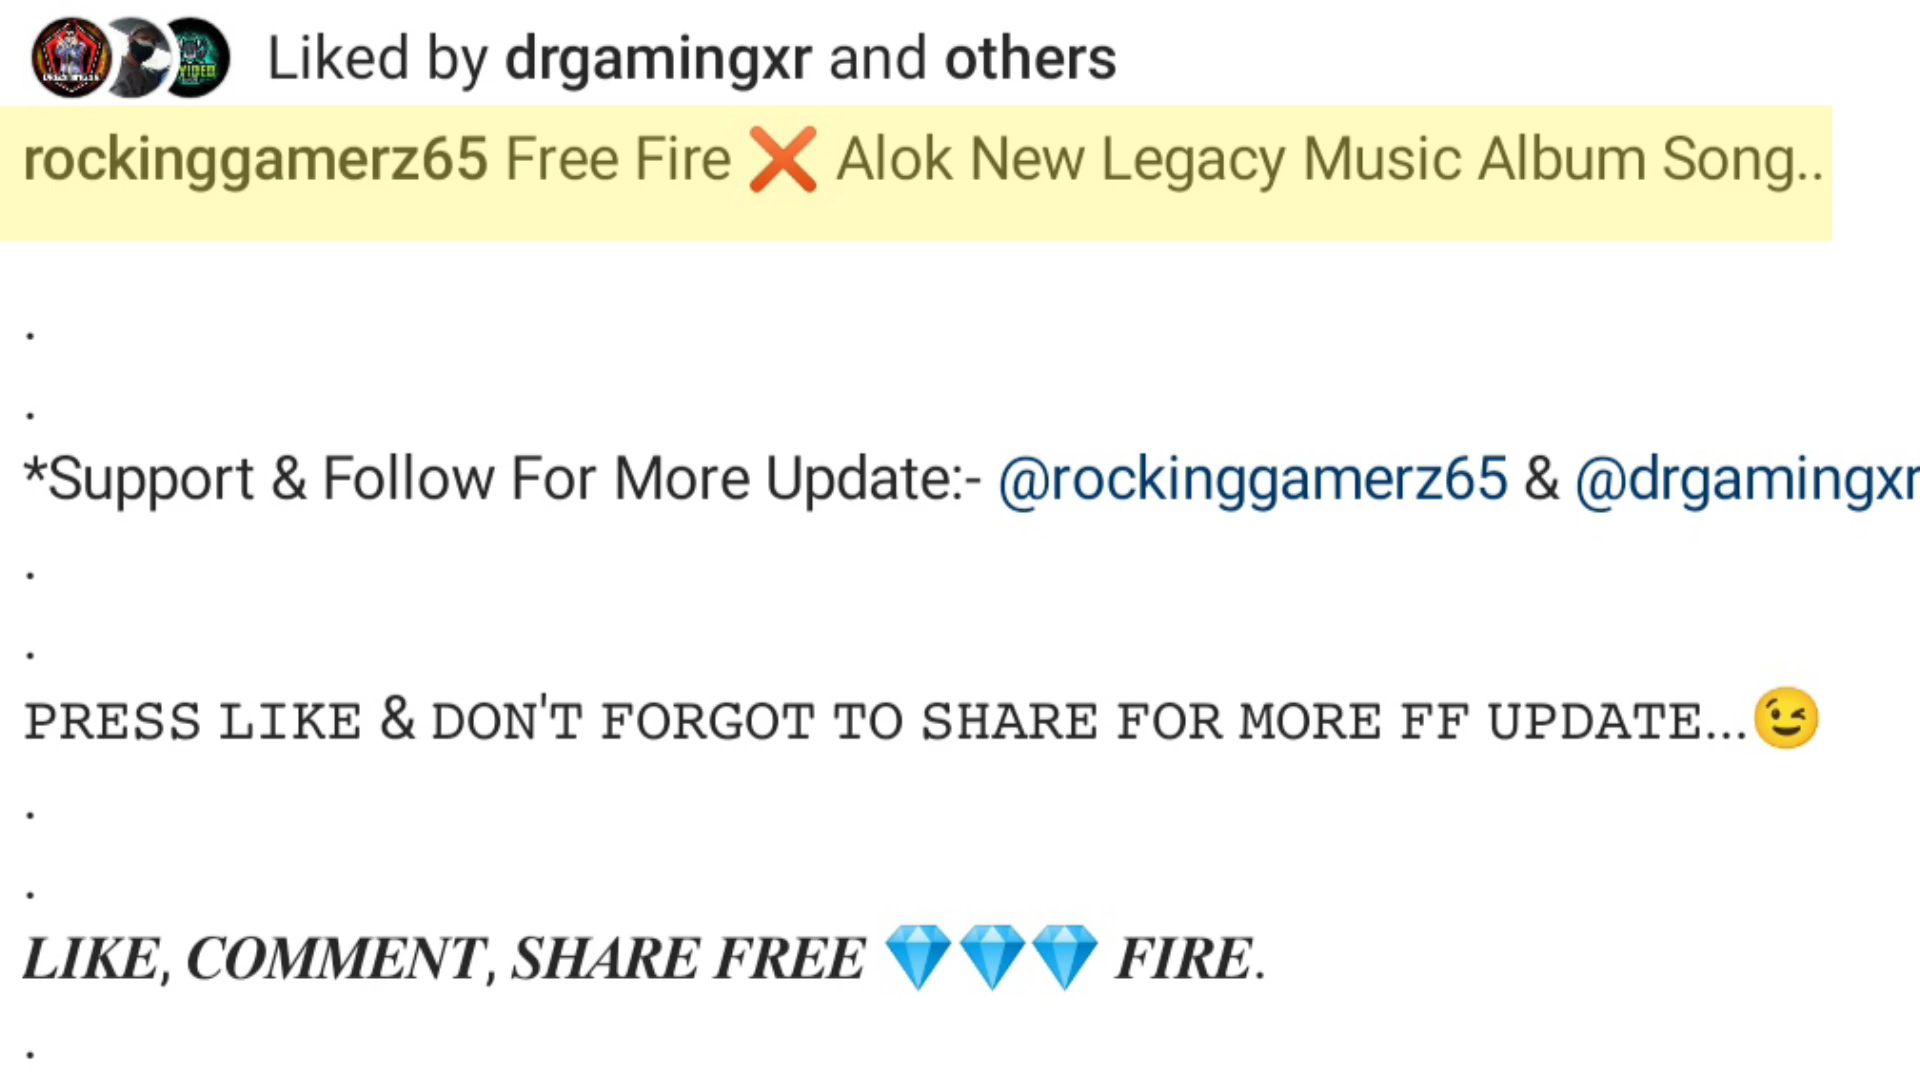 Liked by drgamingxr and others
rockinggamerz65 Free Fire ❌ Alok New Legacy Music Album Song..
.
.
*Support & Follow For More Update:- @rockinggamerz65 & @drgamingxr
.
.
PRESS LIKE & DON'T FORGOT TO SHARE FOR MORE FF UPDATE...😉
.
.
LIKE, COMMENT, SHARE FREE 💎💎💎 FIRE.
.